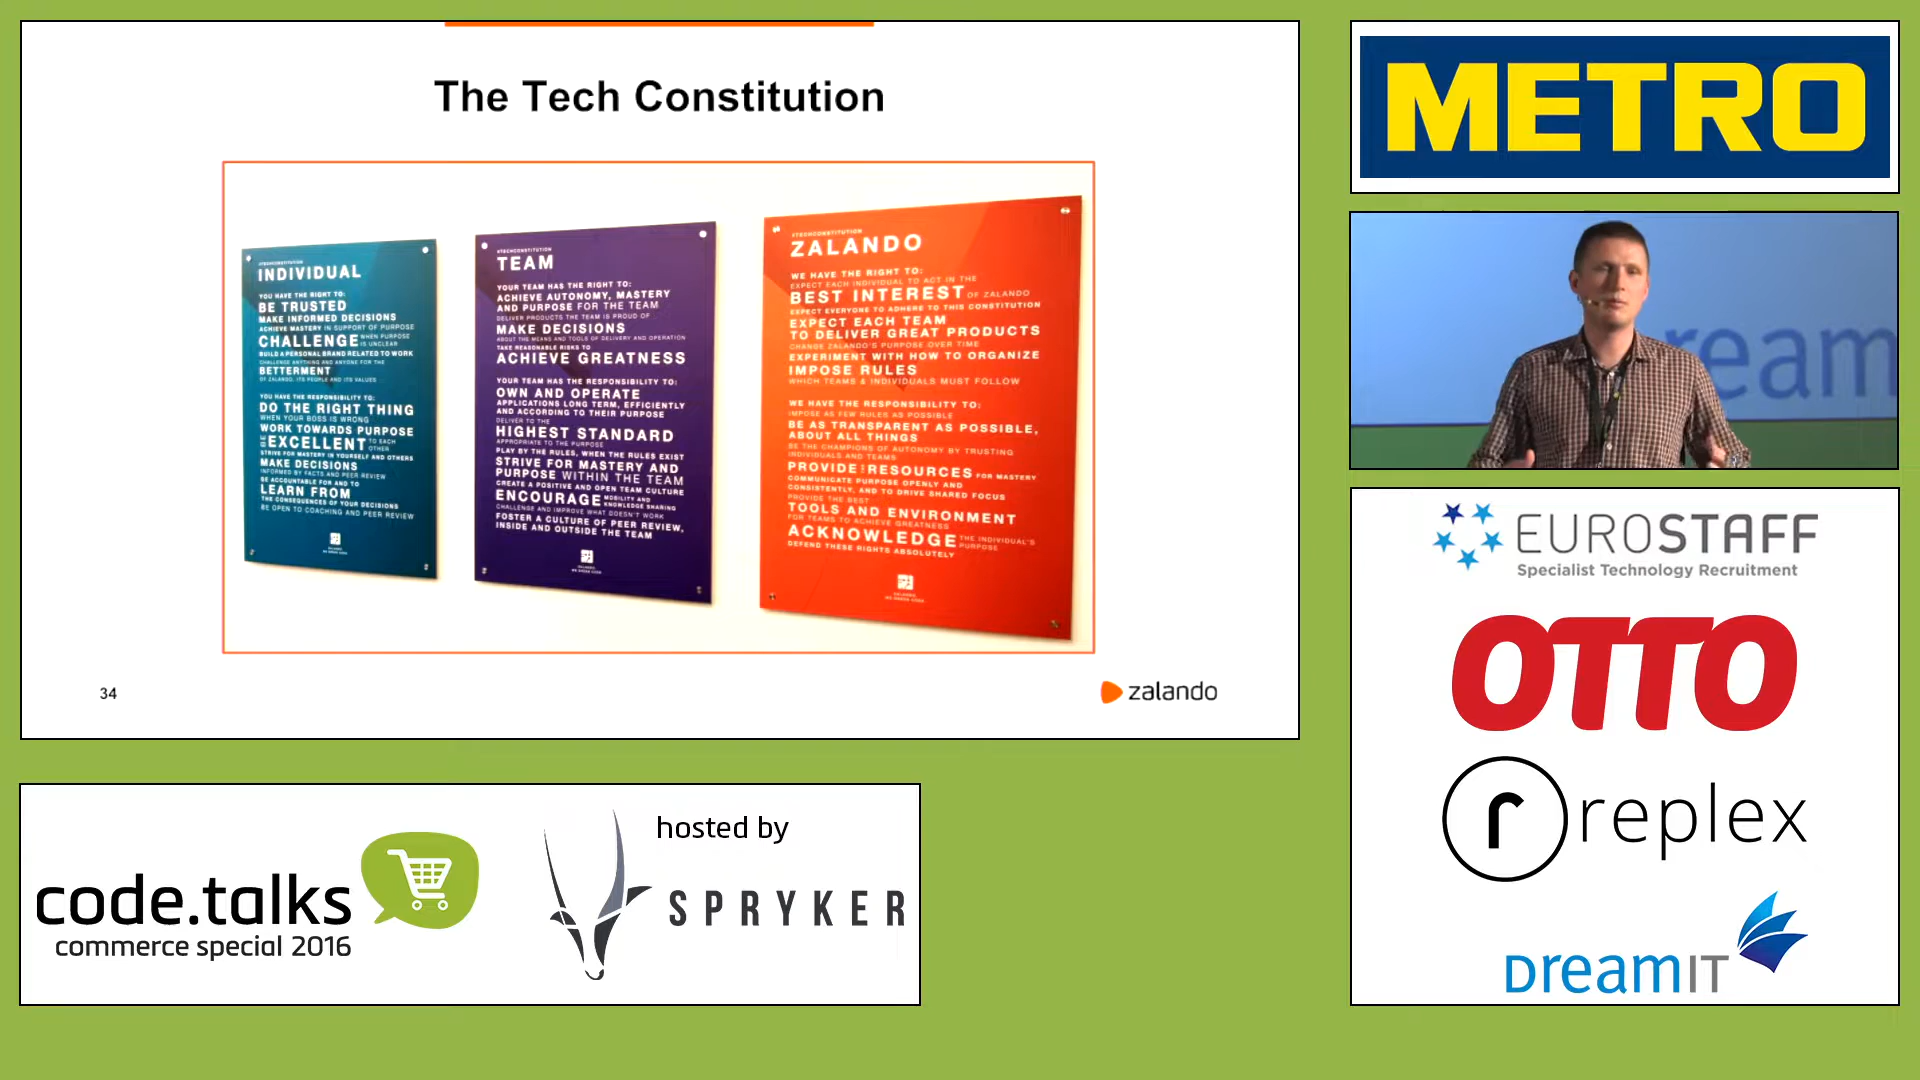 The Tech Constitution
#TECHCONSTITUTION
INDIVIDUAL
YOU HAVE THE RIGHT TO:
BE TRUSTED
MAKE INFORMED DECISIONS
ACHIEVE MASTERY IN SUPPORT OF PURPOSE
CHALLENGE WHEN PURPOSE IS UNCLEAR
BUILD A PERSONAL BRAND RELATED TO WORK
CHALLENGE ANYTHING AND ANYONE FOR THE
BETTERMENT
OF ZALANDO, ITS PEOPLE AND ITS VALUES
YOU HAVE THE RESPONSIBILITY TO:
DO THE RIGHT THING
WHEN YOUR BOSS IS WRONG
WORK TOWARDS PURPOSE
BE EXCELLENT TO EACH OTHER
STRIVE FOR MASTERY IN YOURSELF AND OTHERS
MAKE DECISIONS
INFORMED BY FACTS AND PEER REVIEW
BE ACCOUNTABLE FOR AND TO
LEARN FROM
THE CONSEQUENCES OF YOUR DECISIONS
BE OPEN TO COACHING AND PEER REVIEW
#TECHCONSTITUTION
TEAM
YOUR TEAM HAS THE RIGHT TO:
ACHIEVE AUTONOMY, MASTERY
AND PURPOSE FOR THE TEAM
DELIVER PRODUCTS THE TEAM IS PROUD OF
MAKE DECISIONS
ABOUT THE MEANS AND TOOLS OF DELIVERY AND OPERATION
TAKE REASONABLE RISKS TO
ACHIEVE GREATNESS
YOUR TEAM HAS THE RESPONSIBILITY TO:
OWN AND OPERATE
APPLICATIONS LONG TERM, EFFICIENTLY
AND ACCORDING TO THEIR PURPOSE
DELIVER TO THE
HIGHEST STANDARD
APPROPRIATE TO THE PURPOSE
PLAY BY THE RULES, WHEN THE RULES EXIST
STRIVE FOR MASTERY AND
PURPOSE WITHIN THE TEAM
CREATE A POSITIVE AND OPEN TEAM CULTURE
ENCOURAGE MOBILITY AND KNOWLEDGE SHARING
CHALLENGE AND IMPROVE WHAT DOESN'T WORK
FOSTER A CULTURE OF PEER REVIEW,
INSIDE AND OUTSIDE THE TEAM
#TECHCONSTITUTION
ZALANDO
WE HAVE THE RIGHT TO:
EXPECT EACH INDIVIDUAL TO ACT IN THE
BEST INTEREST OF ZALANDO
EXPECT EVERYONE TO ADHERE TO THIS CONSTITUTION
EXPECT EACH TEAM
TO DELIVER GREAT PRODUCTS
CHANGE ZALANDO'S PURPOSE OVER TIME
EXPERIMENT WITH HOW TO ORGANIZE
IMPOSE RULES
WHICH TEAMS & INDIVIDUALS MUST FOLLOW
WE HAVE THE RESPONSIBILITY TO:
IMPOSE AS FEW RULES AS POSSIBLE
BE AS TRANSPARENT AS POSSIBLE,
ABOUT ALL THINGS
BE THE CHAMPIONS OF AUTONOMY BY TRUSTING
INDIVIDUALS AND TEAMS
PROVIDE RESOURCES FOR MASTERY
COMMUNICATE PURPOSE OPENLY AND
CONSISTENTLY, AND TO DRIVE SHARED FOCUS
PROVIDE THE BEST
TOOLS AND ENVIRONMENT
FOR TEAMS TO ACHIEVE GREATNESS
ACKNOWLEDGE THE INDIVIDUAL'S PURPOSE
DEFEND THESE RIGHTS ABSOLUTELY
34
zalando
METRO
ream
EUROSTAFF
Specialist Technology Recruitment
OTTO
r replex
DreamIT
code.talks
commerce special 2016
hosted by
SPRYKER